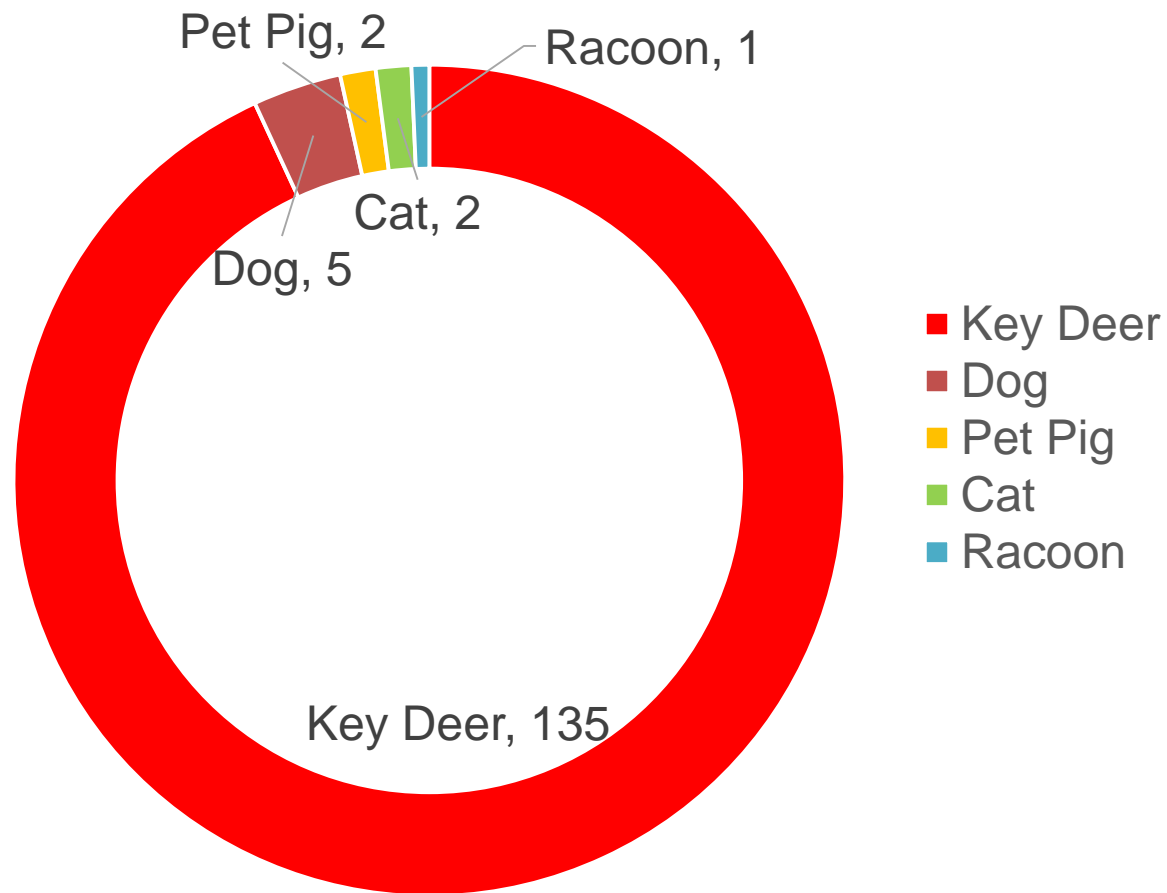 Pet Pig, 2
Racoon, 1
Cat, 2
Dog, 5
Key Deer, 135
Key Deer
Dog
Pet Pig
Cat
Racoon